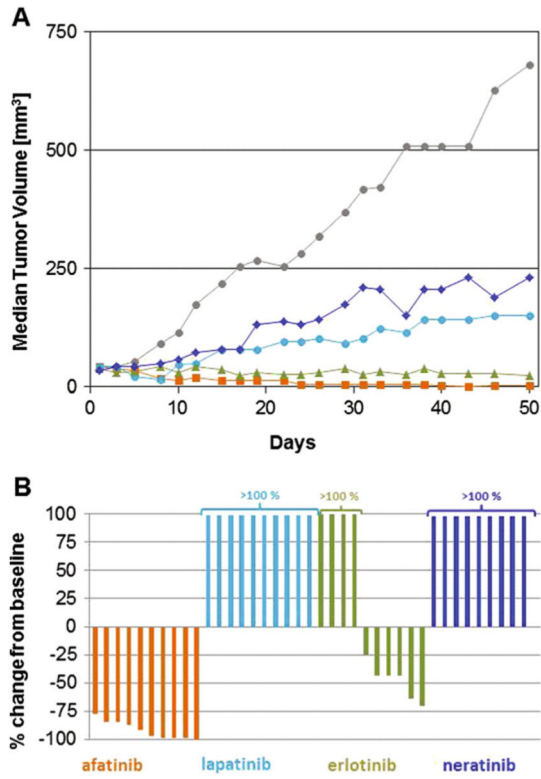 A
Median Tumor Volume [mm³]
750
500
250
0
0 10 20 30 40 50
Days
B
% change from baseline
>100 % >100 % >100 %
100
75
50
25
0
-25
-50
-75
-100
afatinib lapatinib erlotinib neratinib